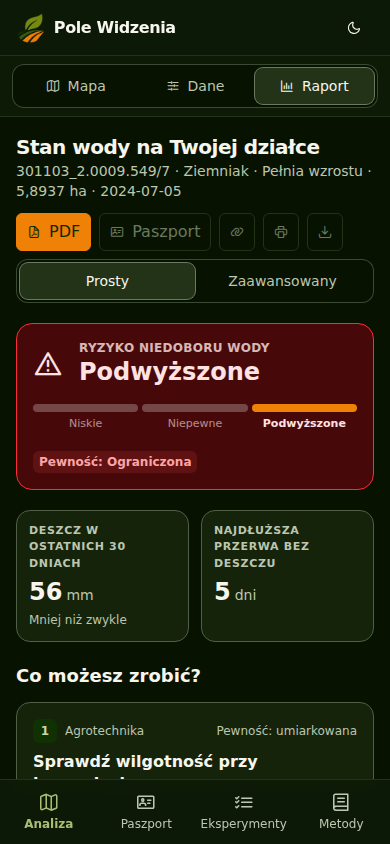 Pole Widzenia
Mapa
Dane
Raport
Stan wody na Twojej działce
301103_2.0009.549/7 · Ziemniak · Pełnia wzrostu ·
5,8937 ha · 2024-07-05
PDF
Paszport
Prosty
Zaawansowany
RYZYKO NIEDOBORU WODY
Podwyższone
Niskie
Niepewne
Podwyższone
Pewność: Ograniczona
DESZCZ W
OSTATNICH 30
DNIACH
56 mm
Mniej niż zwykle
NAJDŁUŻSZA
PRZERWA BEZ
DESZCZU
5 dni
Co możesz zrobić?
1
Agrotechnika
Pewność: umiarkowana
Sprawdź wilgotność przy
Analiza
Paszport
Eksperymenty
Metody